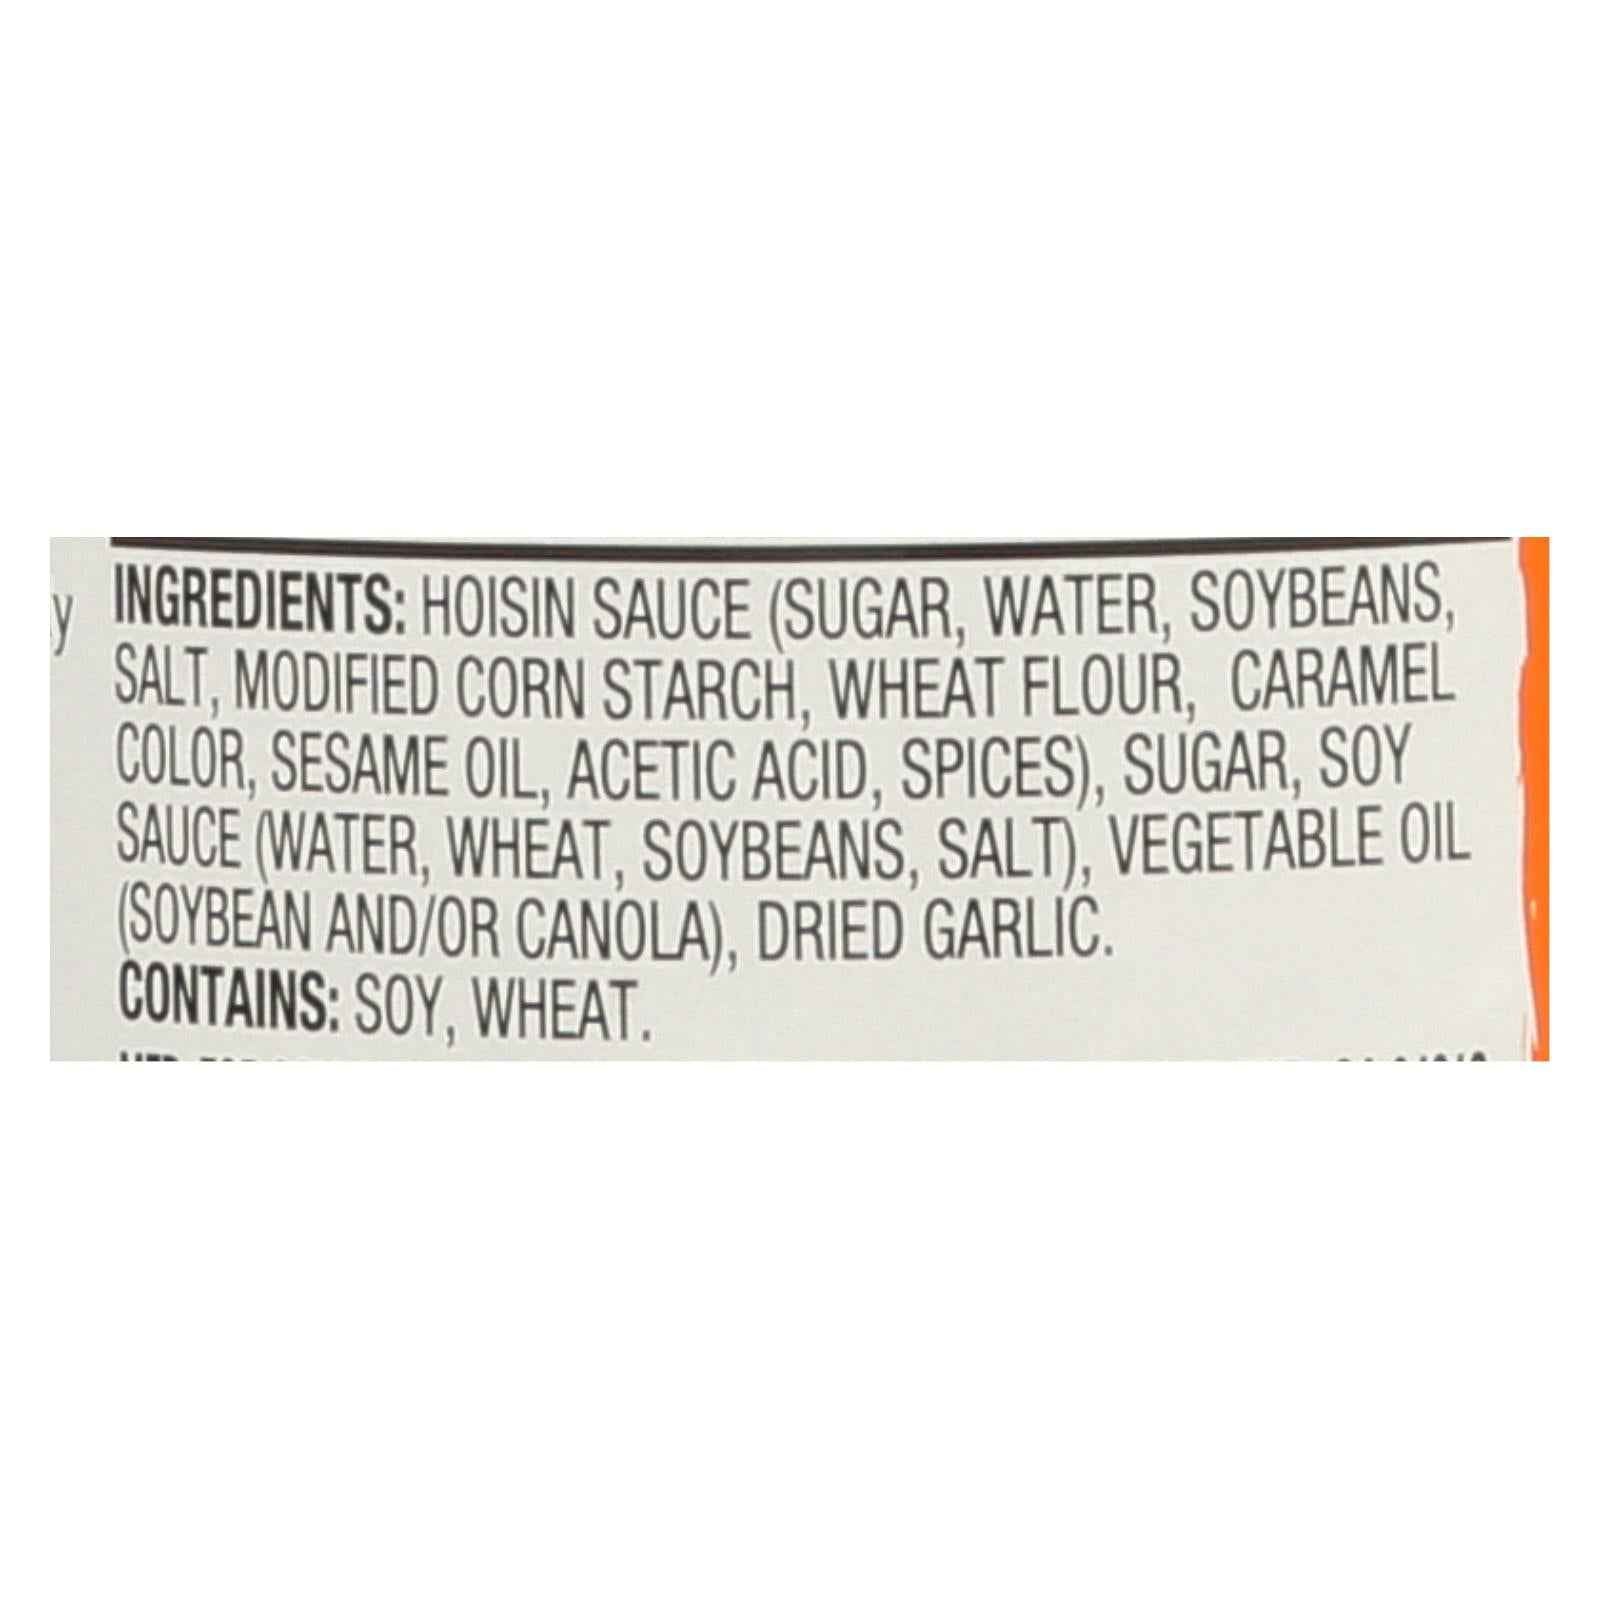 y
INGREDIENTS: HOISIN SAUCE (SUGAR, WATER, SOYBEANS,
SALT, MODIFIED CORN STARCH, WHEAT FLOUR, CARAMEL
COLOR, SESAME OIL, ACETIC ACID, SPICES), SUGAR, SOY
SAUCE (WATER, WHEAT, SOYBEANS, SALT), VEGETABLE OIL
(SOYBEAN AND/OR CANOLA), DRIED GARLIC.
CONTAINS: SOY, WHEAT.